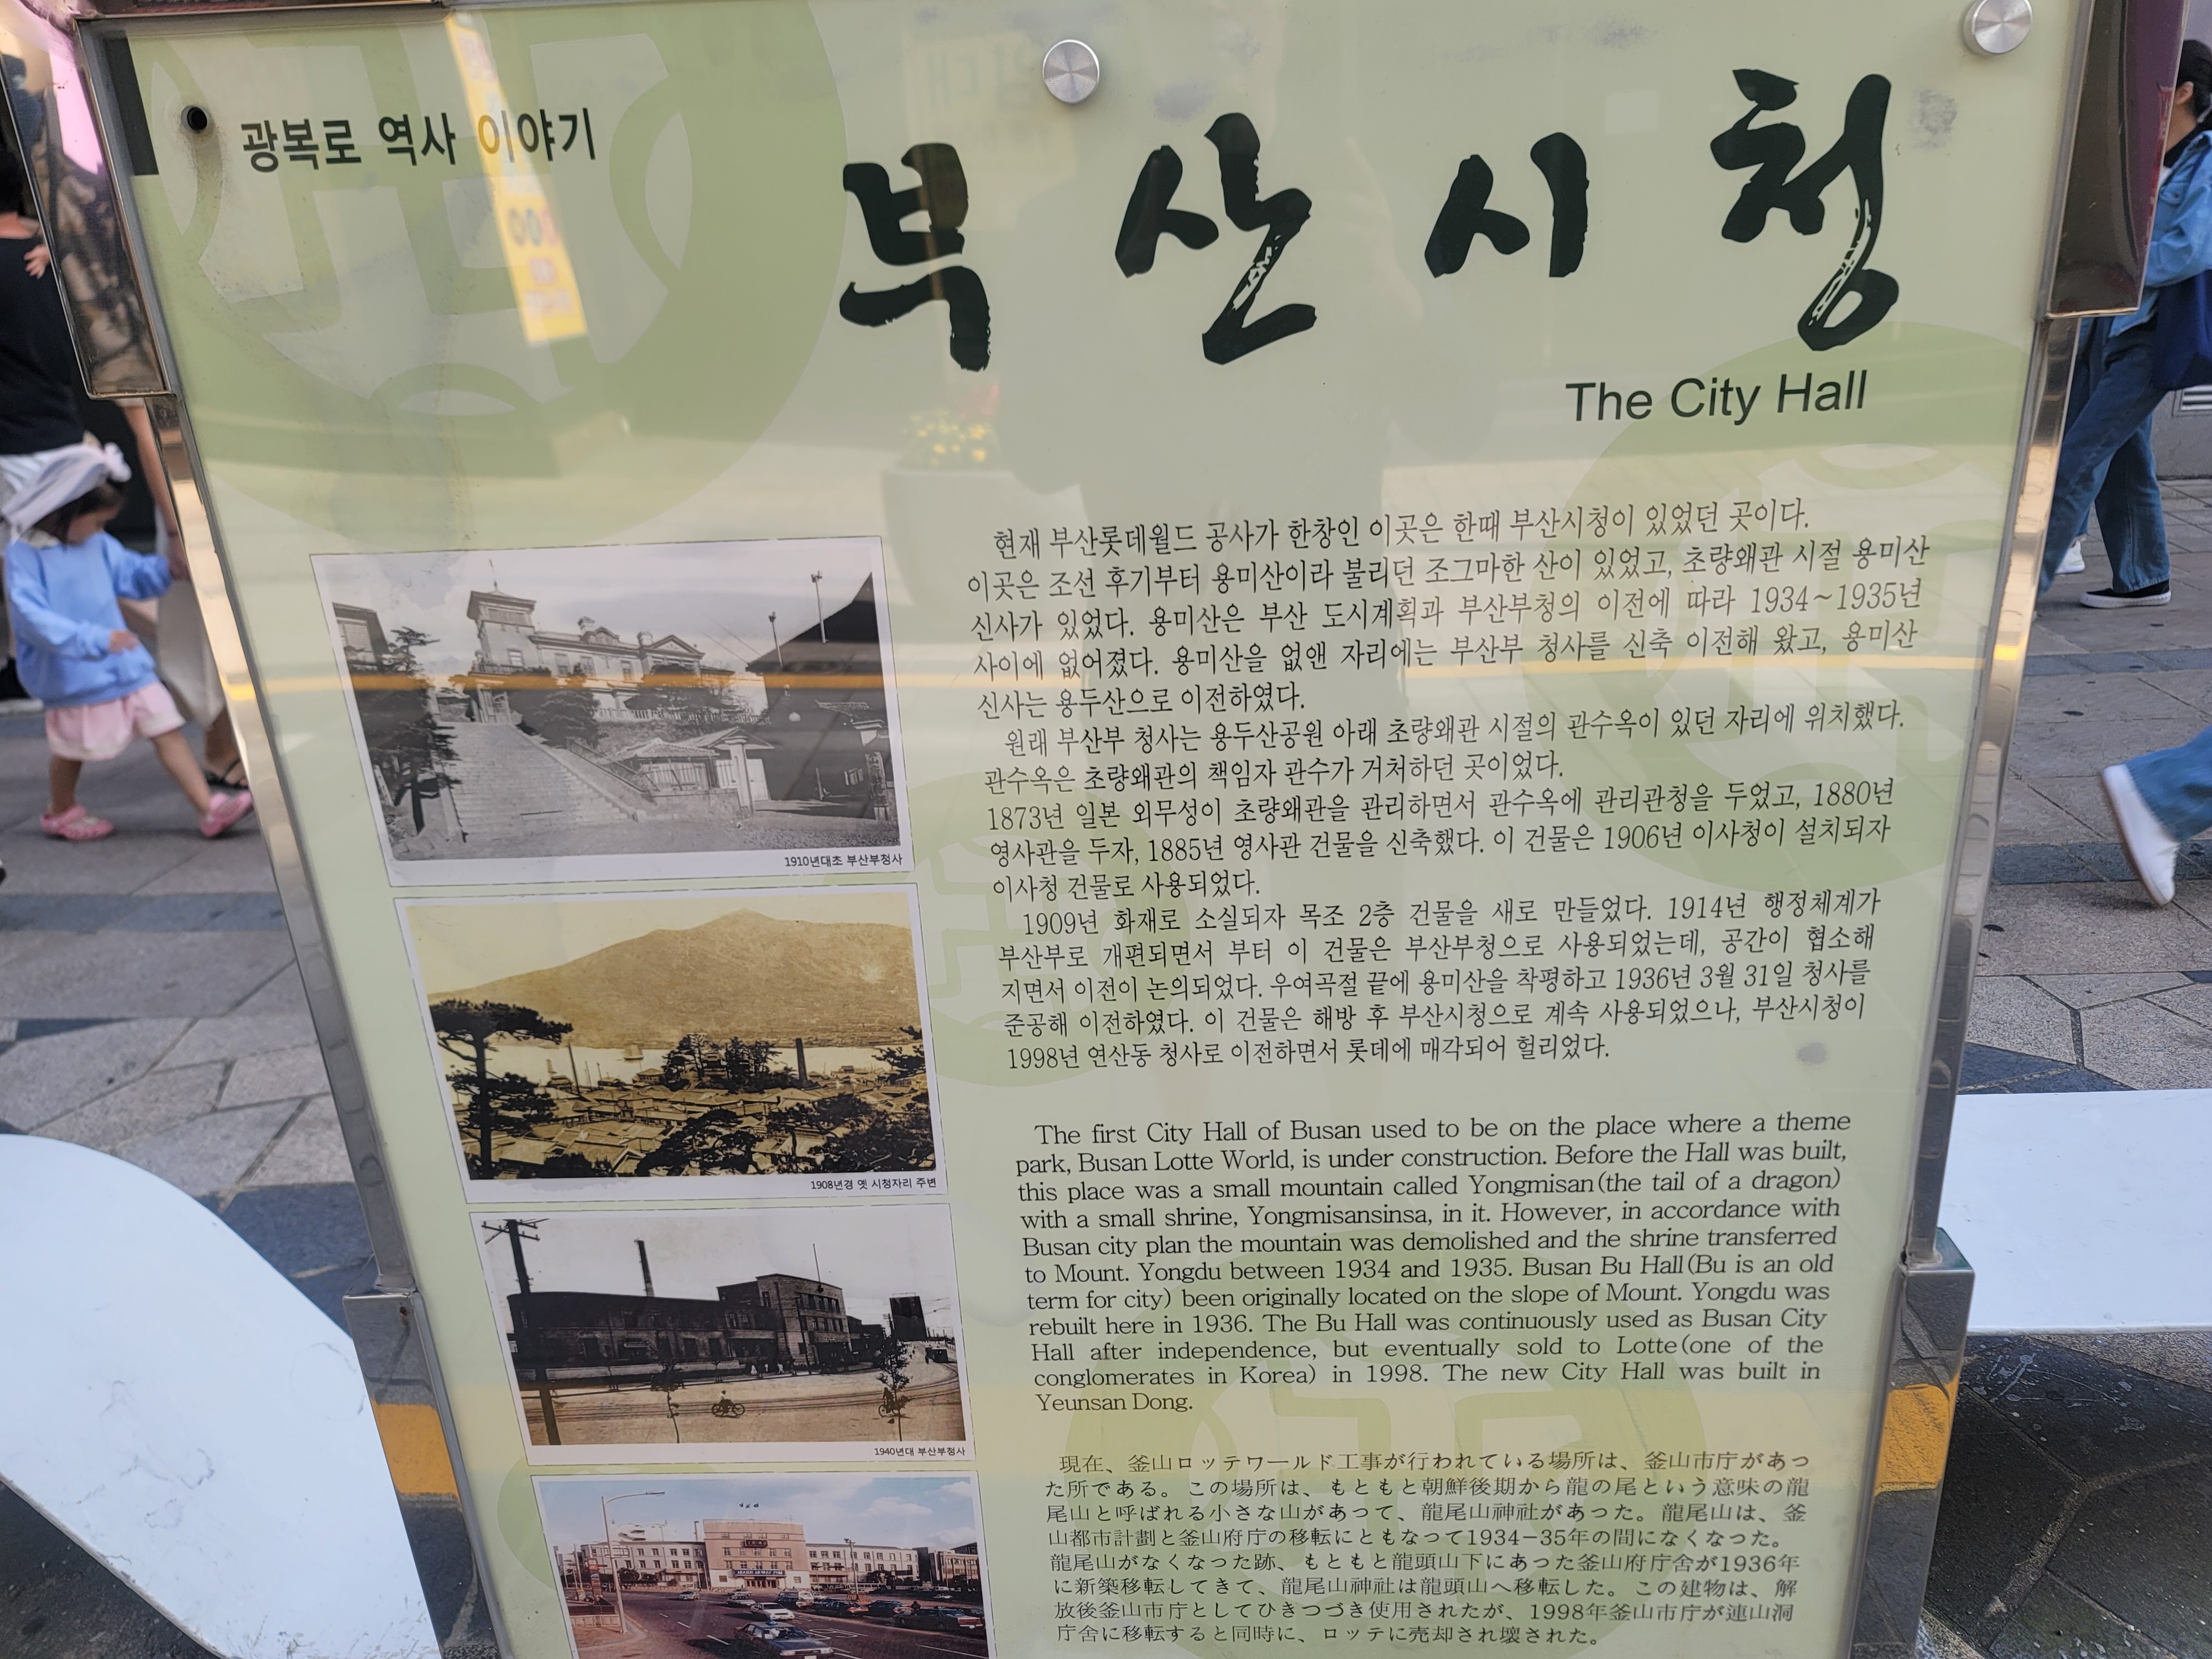 광복로 역사 이야기
부산시청
The City Hall
현재 부산롯데월드 공사가 한창인 이곳은 한때 부산시청이 있었던 곳이다.
이곳은 조선 후기부터 용미산이라 불리던 조그마한 산이 있었고, 초량왜관 시절 용미산
신사가 있었다. 용미산은 부산 도시계획과 부산부청의 이전에 따라 1934~1935년
사이에 없어졌다. 용미산을 없앤 자리에는 부산부 청사를 신축 이전해 왔고, 용미산
신사는 용두산으로 이전하였다.
원래 부산부 청사는 용두산공원 아래 초량왜관 시절의 관수옥이 있던 자리에 위치했다.
관수옥은 초량왜관의 책임자 관수가 거처하던 곳이었다.
1873년 일본 외무성이 초량왜관을 관리하면서 관수옥에 관리관청을 두었고, 1880년
영사관을 두자, 1885년 영사관 건물을 신축했다. 이 건물은 1906년 이사청이 설치되자
이사청 건물로 사용되었다.
1909년 화재로 소실되자 목조 2층 건물을 새로 만들었다. 1914년 행정체계가
부산부로 개편되면서 부터 이 건물은 부산부청으로 사용되었는데, 공간이 협소해
지면서 이전이 논의되었다. 우여곡절 끝에 용미산을 착평하고 1936년 3월 31일 청사를
준공해 이전하였다. 이 건물은 해방 후 부산시청으로 계속 사용되었으나, 부산시청이
1998년 연산동 청사로 이전하면서 롯데에 매각되어 헐리었다.
The first City Hall of Busan used to be on the place where a theme
park, Busan Lotte World, is under construction. Before the Hall was built,
this place was a small mountain called Yongmisan(the tail of a dragon)
with a small shrine, Yongmisansinsa, in it. However, in accordance with
Busan city plan the mountain was demolished and the shrine transferred
to Mount. Yongdu between 1934 and 1935. Busan Bu Hall(Bu is an old
term for city) been originally located on the slope of Mount. Yongdu was
rebuilt here in 1936. The Bu Hall was continuously used as Busan City
Hall after independence, but eventually sold to Lotte(one of the
conglomerates in Korea) in 1998. The new City Hall was built in
Yeunsan Dong.
現在、釜山ロッテワールド工事が行われている場所は、釜山市庁があっ
た所である。この場所は、もともと朝鮮後期から龍の尾という意味の龍
尾山と呼ばれる小さな山があって、龍尾山神社があった。龍尾山は、釜
山都市計劃と釜山府庁の移転にともなって1934-35年の間になくなった。
龍尾山がなくなった跡、もともと龍頭山下にあった釜山府庁舎が1936年
に新築移転してきて、龍尾山神社は龍頭山へ移転した。この建物は、解
放後釜山市庁としてひきつづき使用されたが、1998年釜山市庁が連山洞
庁舎に移転すると同時に、ロッテに売却され壊された。
1910년대초 부산부청사
1908년경 옛 시청자리 주변
1940년대 부산부청사